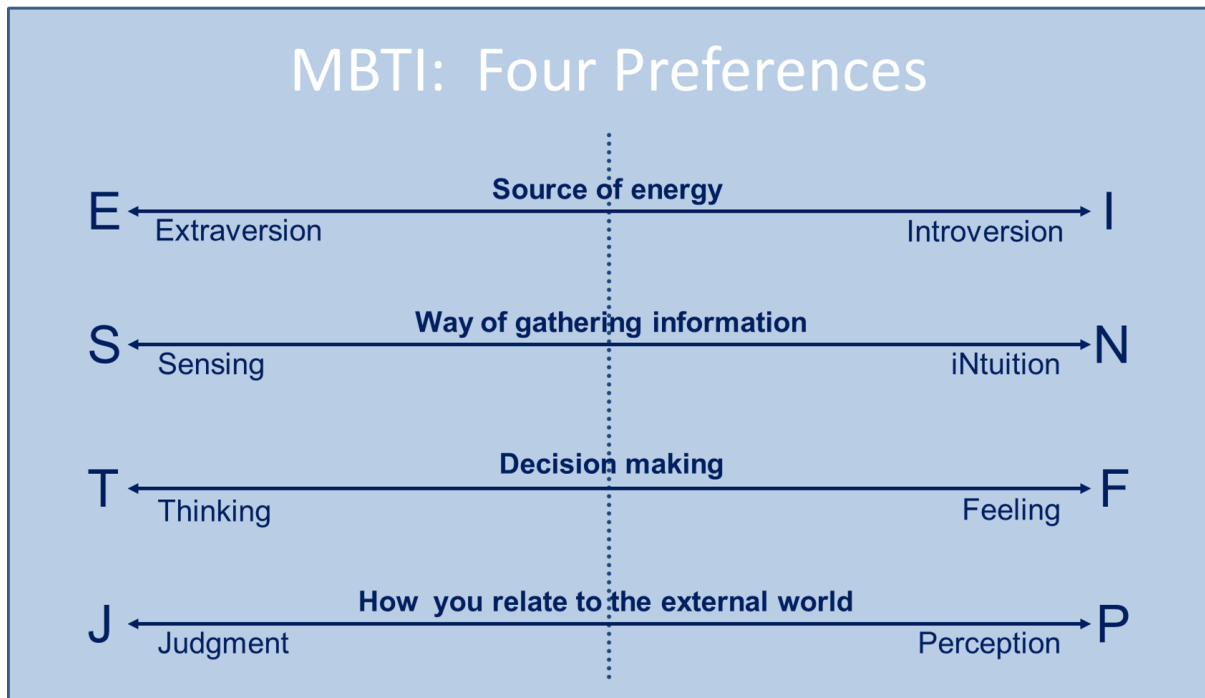 MBTI: Four Preferences
Source of energy
E I
Extraversion Introversion
Way of gathering information
S N
Sensing iNtuition
Decision making
T F
Thinking Feeling
How you relate to the external world
J P
Judgment Perception